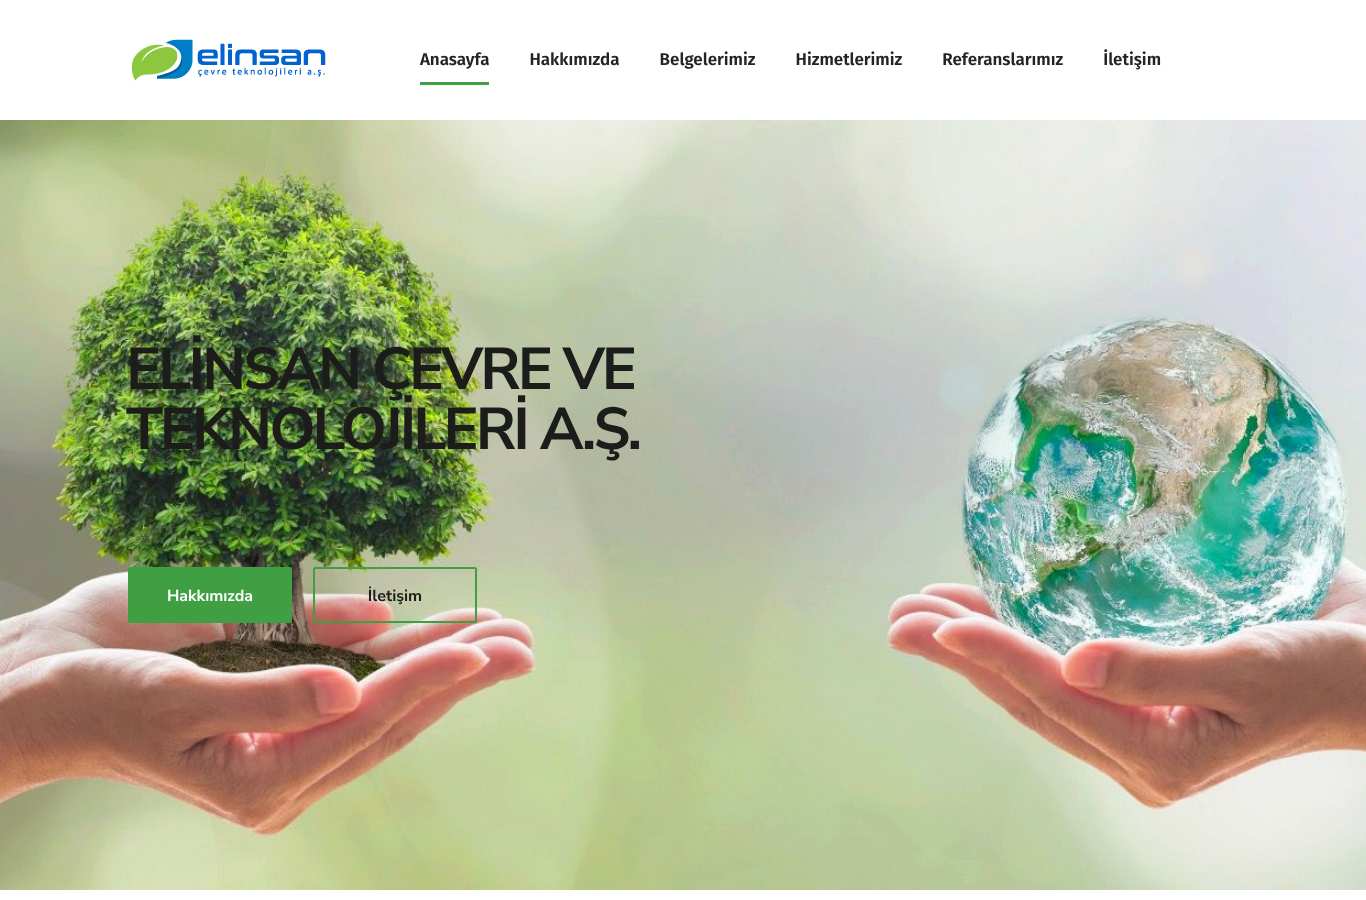 elinsan
çevre teknolojileri a.ş.
Anasayfa
Hakkımızda
Belgelerimiz
Hizmetlerimiz
Referanslarımız
İletişim
ELİNSAN ÇEVRE VE
TEKNOLOJİLERİ A.Ş.
Hakkımızda
İletişim